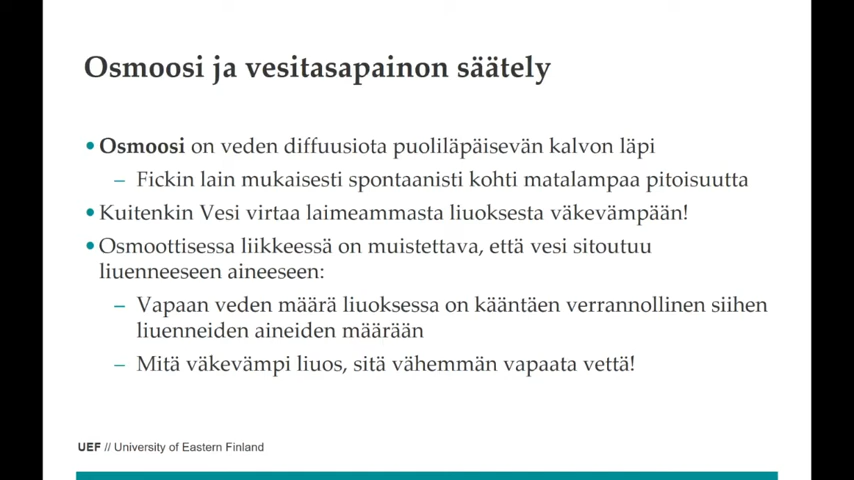 Osmoosi ja vesitasapainon säätely
• Osmoosi on veden diffuusiota puoliläpäisevän kalvon läpi
– Fickin lain mukaisesti spontaanisti kohti matalampaa pitoisuutta
• Kuitenkin Vesi virtaa laimeammasta liuoksesta väkevämpään!
• Osmoottisessa liikkeessä on muistettava, että vesi sitoutuu
liuenneeseen aineeseen:
– Vapaan veden määrä liuoksessa on kääntäen verrannollinen siihen
liuenneiden aineiden määrään
– Mitä väkevämpi liuos, sitä vähemmän vapaata vettä!
UEF // University of Eastern Finland